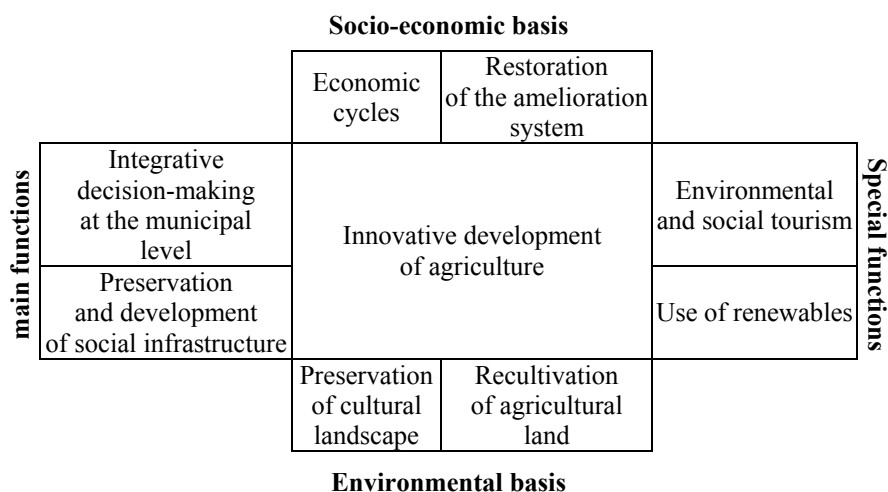 Socio-economic basis
Economic
cycles
Restoration
of the amelioration
system
main functions
Integrative
decision-making
at the municipal
level
Preservation
and development
of social infrastructure
Innovative development
of agriculture
Environmental
and social tourism
Use of renewables
Special functions
Preservation
of cultural
landscape
Recultivation
of agricultural
land
Environmental basis